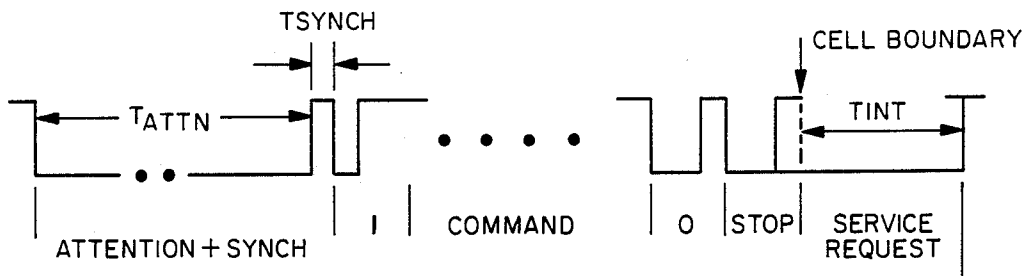 TSYNCH
CELL BOUNDARY
TATTN
TINT
ATTENTION + SYNCH
1
COMMAND
0
STOP
SERVICE
REQUEST